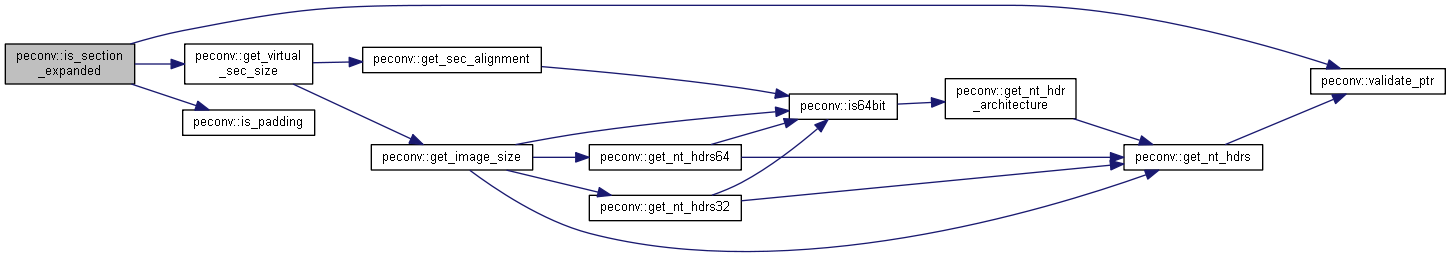 peconv::is_section
_expanded
peconv::get_virtual
_sec_size
peconv::is_padding
peconv::get_sec_alignment
peconv::get_image_size
peconv::get_nt_hdrs64
peconv::get_nt_hdrs32
peconv::is64bit
peconv::get_nt_hdr
_architecture
peconv::get_nt_hdrs
peconv::validate_ptr